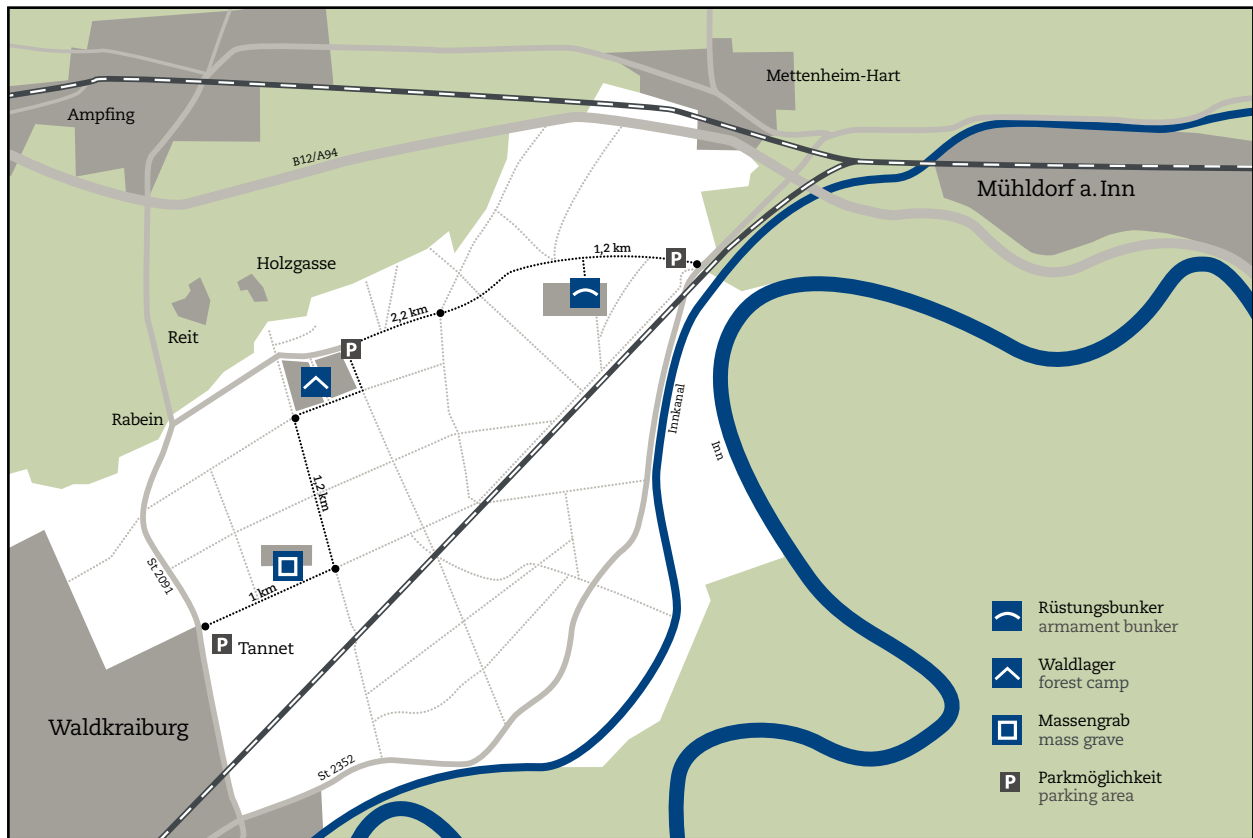 Mettenheim-Hart
Ampfing
B12/A94
Mühldorf a. Inn
1,2 km
P
Holzgasse
2,2 km
Reit
P
Rabein
Innkanal
Inn
1,2 km
St 2091
1 km
P Tannet
Waldkraiburg
St 2352
Rüstungsbunker
armament bunker
Waldlager
forest camp
Massengrab
mass grave
P Parkmöglichkeit
parking area